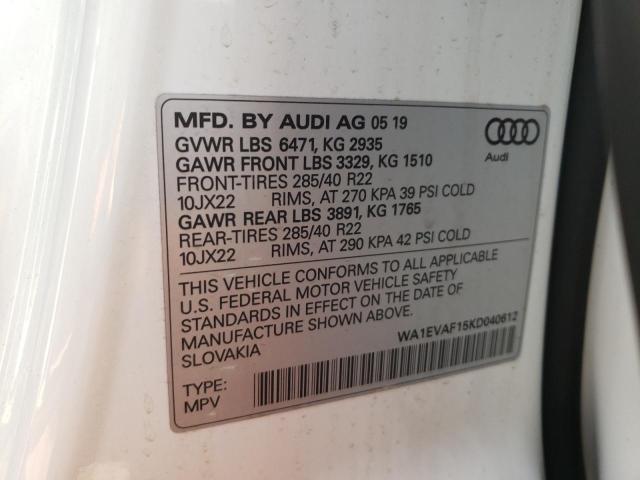 MFD. BY AUDI AG 05 19
GVWR LBS 6471, KG 2935
GAWR FRONT LBS 3329, KG 1510
FRONT-TIRES 285/40 R22
10JX22 RIMS, AT 270 KPA 39 PSI COLD
GAWR REAR LBS 3891, KG 1765
REAR-TIRES 285/40 R22
10JX22 RIMS, AT 290 KPA 42 PSI COLD
Audi
THIS VEHICLE CONFORMS TO ALL APPLICABLE
U.S. FEDERAL MOTOR VEHICLE SAFETY
STANDARDS IN EFFECT ON THE DATE OF
MANUFACTURE SHOWN ABOVE.
SLOVAKIA
WA1EVAF15KD040612
TYPE:
MPV